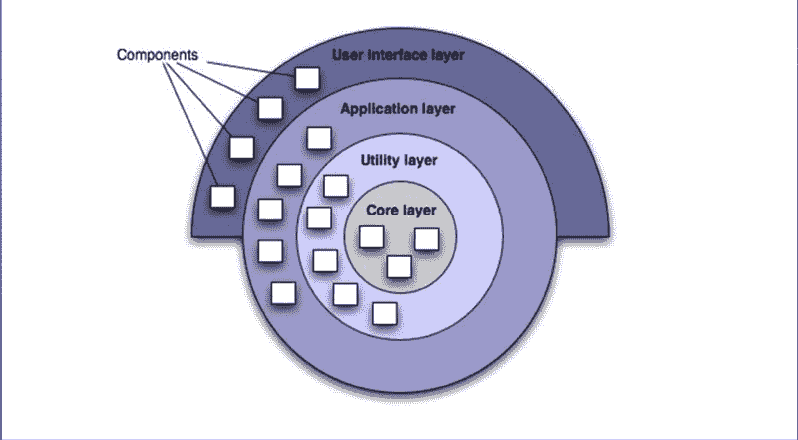 Components
User interface layer
Application layer
Utility layer
Core layer